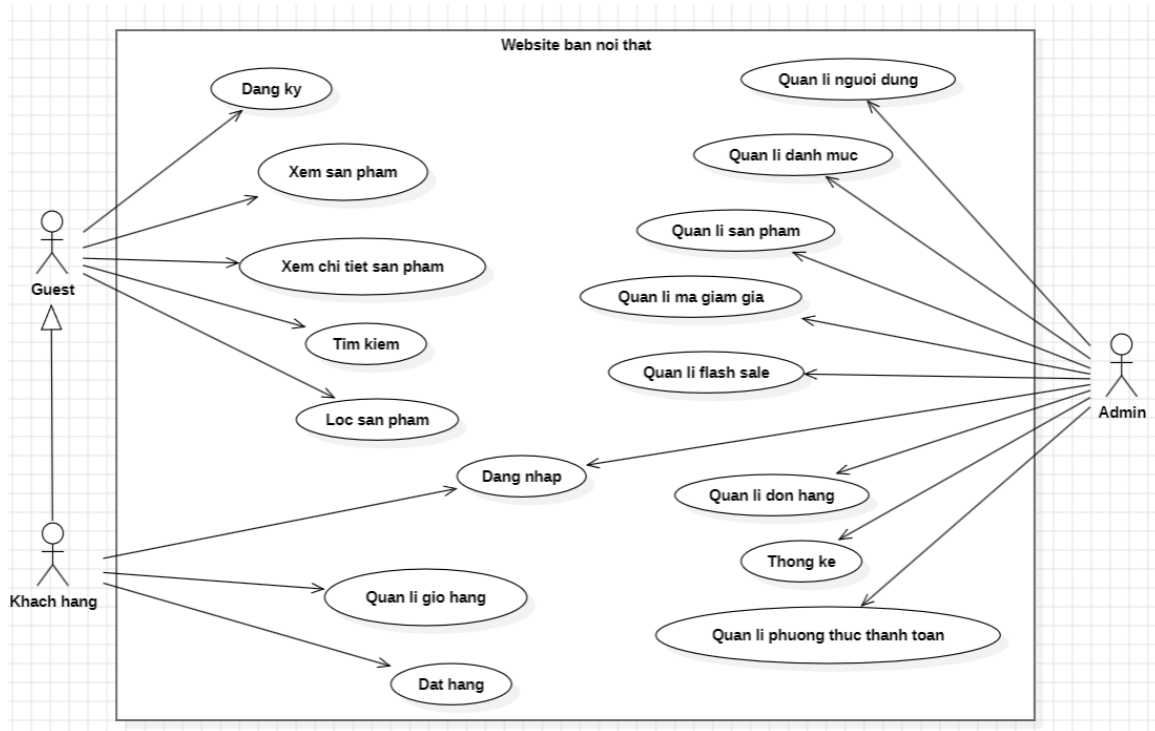 Website ban noi that
Dang ky
Xem san pham
Xem chi tiet san pham
Tim kiem
Loc san pham
Dang nhap
Quan li gio hang
Dat hang
Guest
Khach hang
Quan li nguoi dung
Quan li danh muc
Quan li san pham
Quan li ma giam gia
Quan li flash sale
Quan li don hang
Thong ke
Quan li phuong thuc thanh toan
Admin